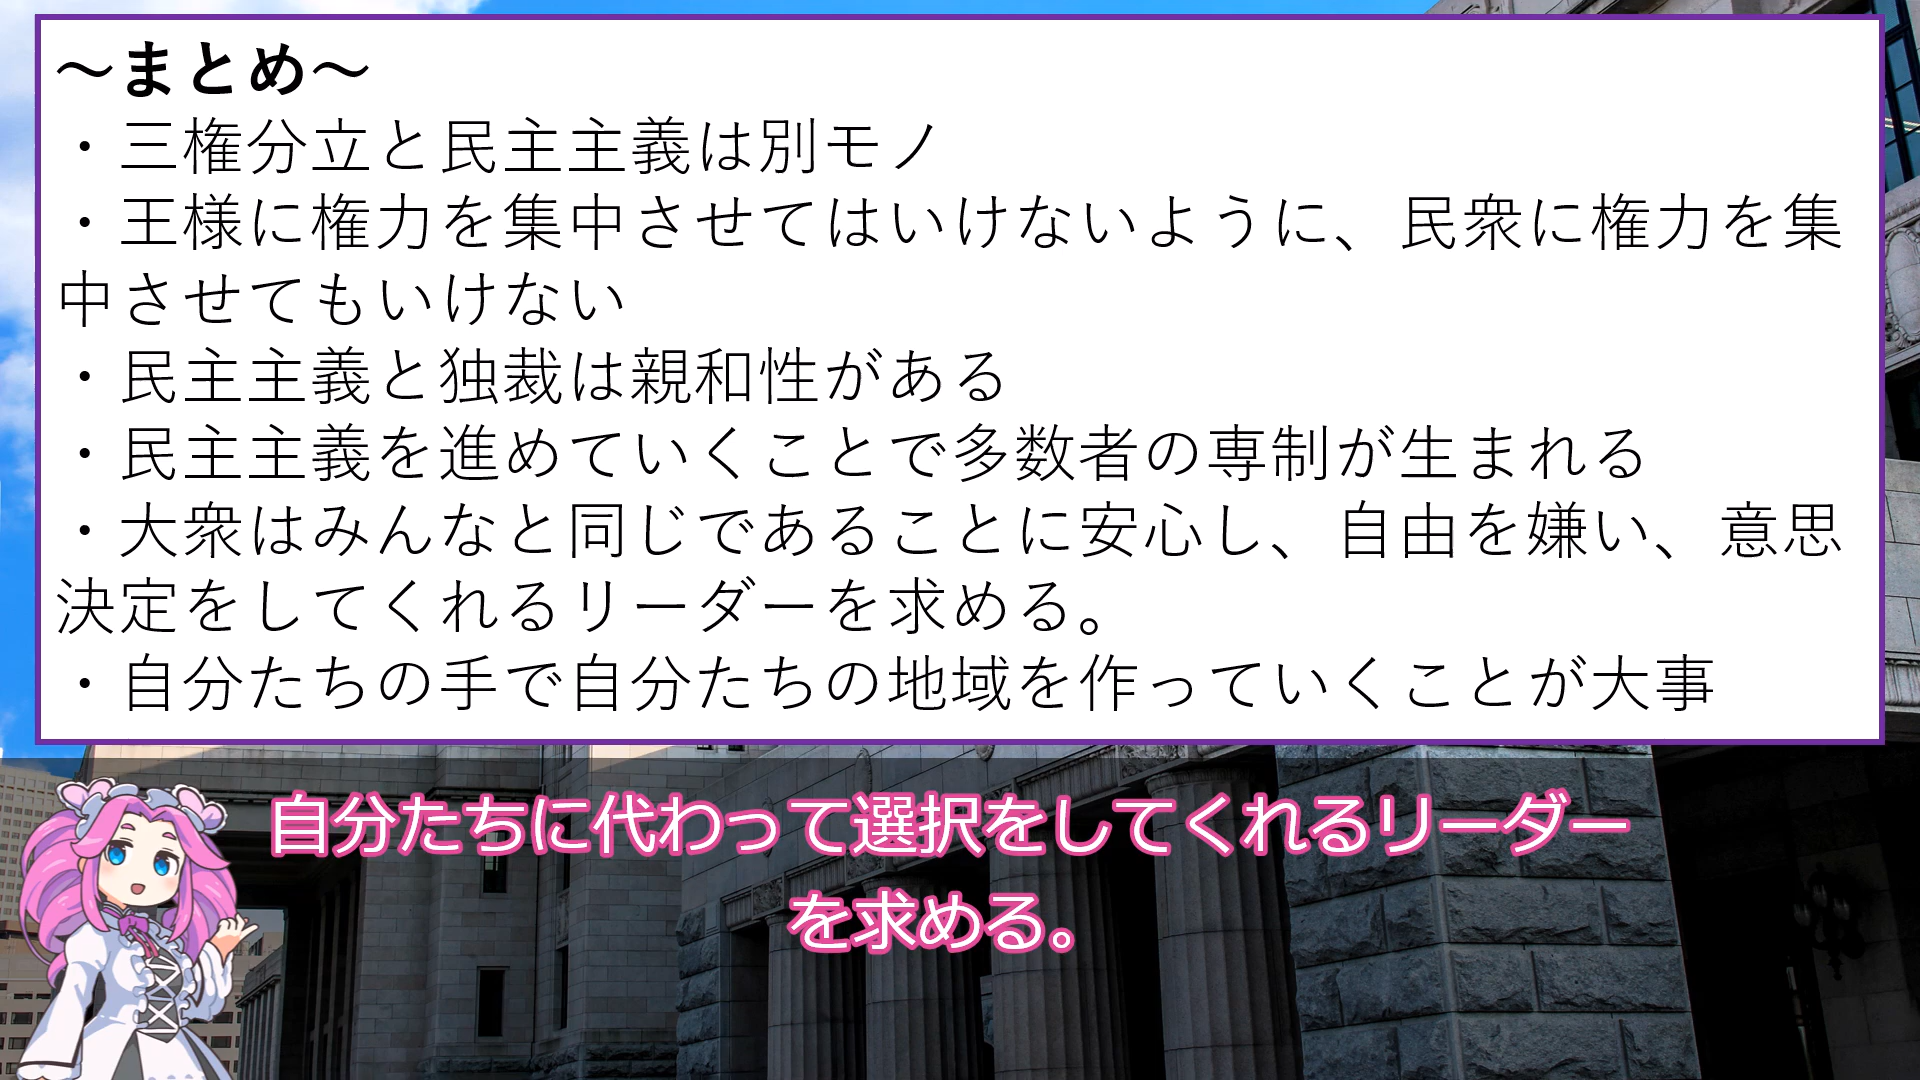 ～まとめ～
・三権分立と民主主義は別モノ
・王様に権力を集中させてはいけないように、民衆に権力を集
中させてもいけない
・民主主義と独裁は親和性がある
・民主主義を進めていくことで多数者の専制が生まれる
・大衆はみんなと同じであることに安心し、自由を嫌い、意思
決定をしてくれるリーダーを求める。
・自分たちの手で自分たちの地域を作っていくことが大事
自分たちに代わって選択をしてくれるリーダー
を求める。